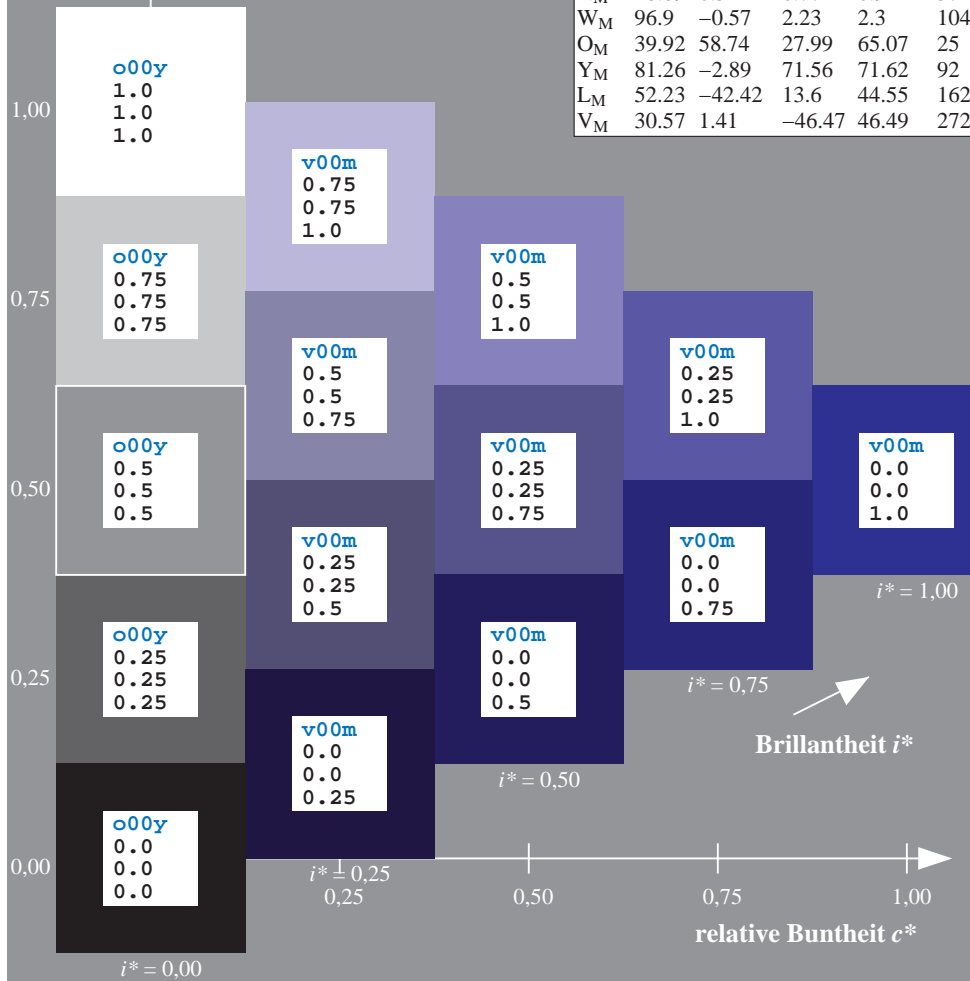 W_M 96.9 −0.57 2.23 2.3 104
O_M 39.92 58.74 27.99 65.07 25
Y_M 81.26 −2.89 71.56 71.62 92
L_M 52.23 −42.42 13.6 44.55 162
V_M 30.57 1.41 −46.47 46.49 272
1,00
o00y
1.0
1.0
1.0
v00m
0.75
0.75
1.0
0,75
o00y
0.75
0.75
0.75
v00m
0.5
0.5
1.0
v00m
0.5
0.5
0.75
v00m
0.25
0.25
1.0
0,50
o00y
0.5
0.5
0.5
v00m
0.25
0.25
0.75
v00m
0.0
0.0
1.0
i* = 1,00
v00m
0.25
0.25
0.5
v00m
0.0
0.0
0.75
i* = 0,75
0,25
o00y
0.25
0.25
0.25
v00m
0.0
0.0
0.5
i* = 0,50
Brillantheit i*
v00m
0.0
0.0
0.25
i* = 0,25
0,00
o00y
0.0
0.0
0.0
i* = 0,00
0,25 0,50 0,75 1,00
relative Buntheit c*